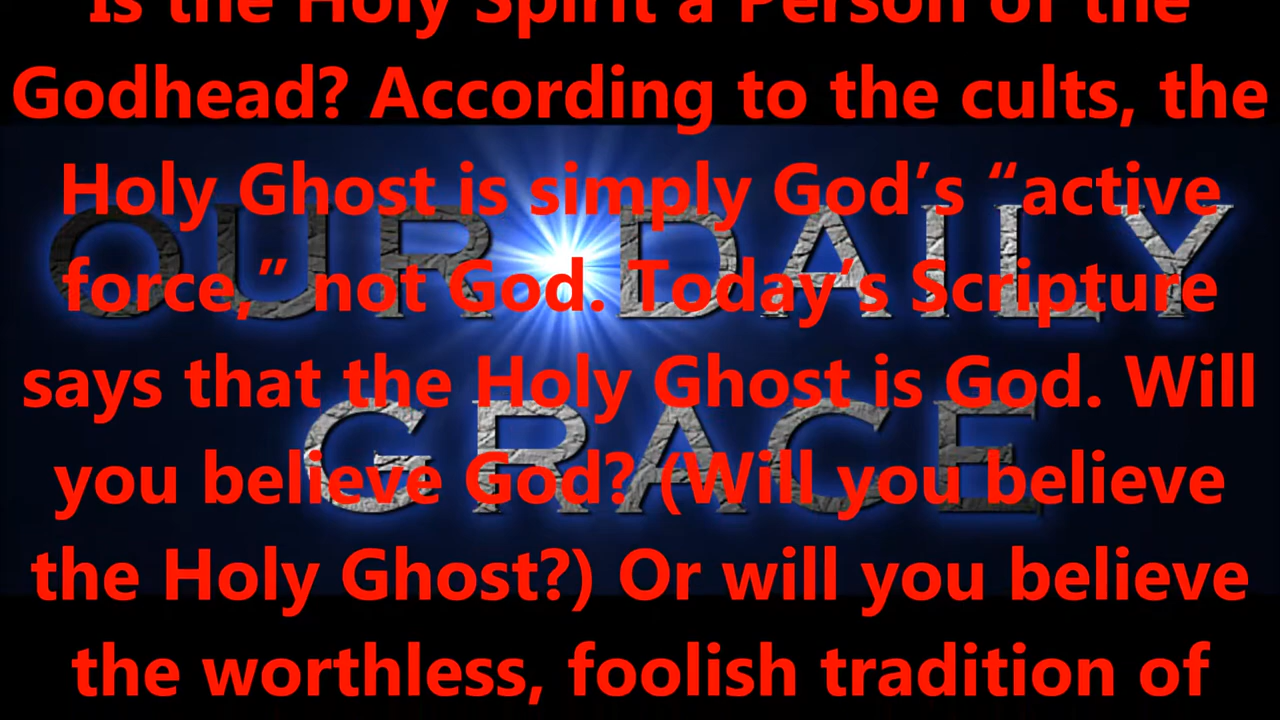 Is the Holy Spirit a Person of the
Godhead? According to the cults, the
Holy Ghost is simply God’s “active
force,” not God. Today’s Scripture
says that the Holy Ghost is God. Will
you believe God? (Will you believe
the Holy Ghost?) Or will you believe
the worthless, foolish tradition of
OUR DAILY
GRACE